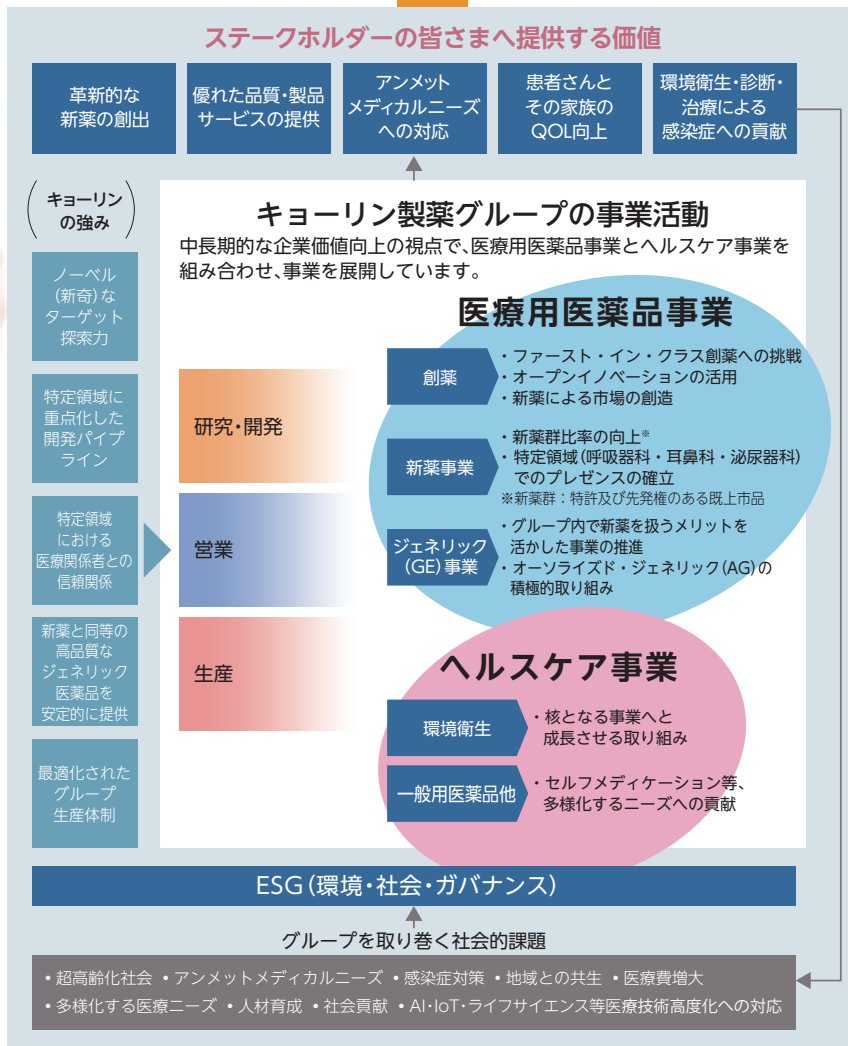 ステークホルダーの皆さまへ提供する価値
革新的な
新薬の創出
優れた品質・製品
サービスの提供
アンメット
メディカルニーズ
への対応
患者さんと
その家族の
QOL向上
環境衛生・診断・
治療による
感染症への貢献
キョーリン
の強み
ノーベル
(新奇)な
ターゲット
探索力
特定領域に
重点化した
開発パイプ
ライン
特定領域
における
医療関係者との
信頼関係
新薬と同等の
高品質な
ジェネリック
医薬品を
安定的に提供
最適化された
グループ
生産体制
キョーリン製薬グループの事業活動
中長期的な企業価値向上の視点で、医療用医薬品事業とヘルスケア事業を
組み合わせ、事業を展開しています。
研究・開発
営業
生産
医療用医薬品事業
創薬
・ファースト・イン・クラス創薬への挑戦
・オープンイノベーションの活用
・新薬による市場の創造
新薬事業
・新薬群比率の向上※
・特定領域(呼吸器科・耳鼻科・泌尿器科)
でのプレゼンスの確立
※新薬群：特許及び先発権のある既上市品
ジェネリック
(GE)事業
・グループ内で新薬を扱うメリットを
活かした事業の推進
・オーソライズド・ジェネリック(AG)の
積極的取り組み
ヘルスケア事業
環境衛生
・核となる事業へと
成長させる取り組み
一般用医薬品他
・セルフメディケーション等、
多様化するニーズへの貢献
ESG(環境・社会・ガバナンス)
グループを取り巻く社会的課題
• 超高齢化社会 • アンメットメディカルニーズ • 感染症対策 • 地域との共生 • 医療費増大
• 多様化する医療ニーズ • 人材育成 • 社会貢献 • AI・IoT・ライフサイエンス等医療技術高度化への対応